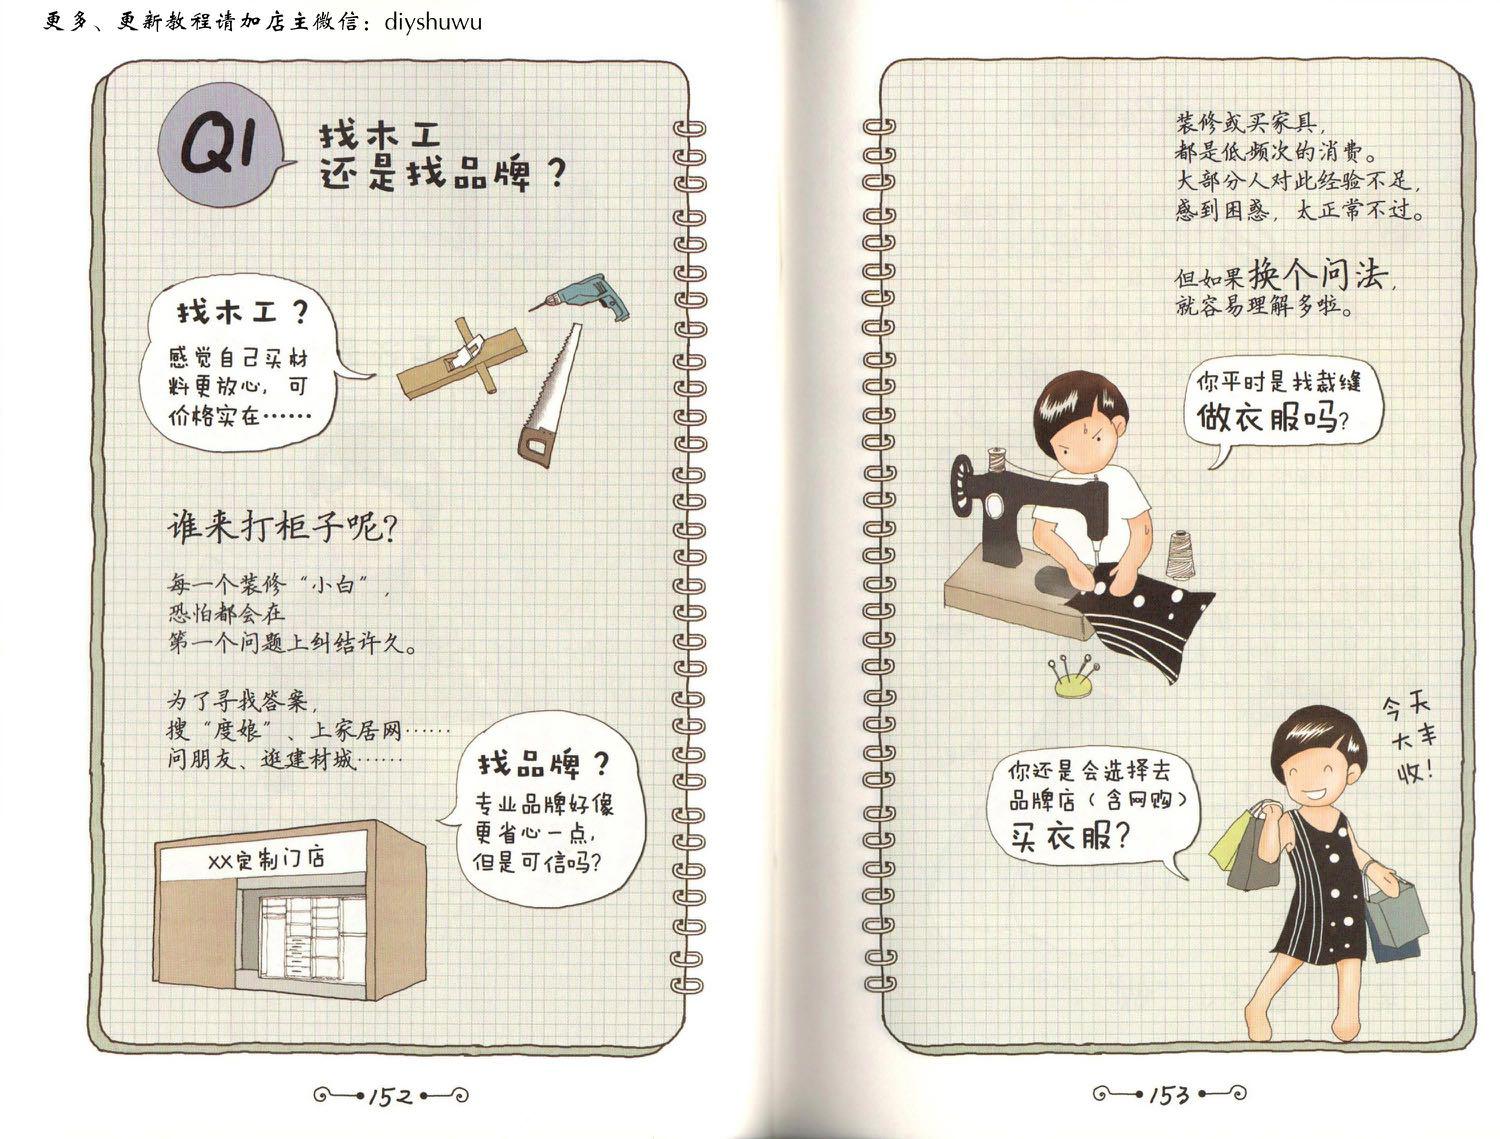 更多、更新教程请加店主微信：diyshuwu
Q1
找木工
还是找品牌？
找木工？
感觉自己买材
料更放心，可
价格实在……
谁来打柜子呢？
每一个装修“小白”，
恐怕都会在
第一个问题上纠结许久。
为了寻找答案，
搜“度娘”、上家居网……
问朋友、逛建材城……
找品牌？
专业品牌好像
更省心一点，
但是可信吗？
XX定制门店
152
装修或买家具，
都是低频次的消费。
大部分人对此经验不足，
感到困惑，太正常不过。
但如果换个问法，
就容易理解多啦。
你平时是找裁缝
做衣服吗？
你还是会选择去
品牌店（含网购）
买衣服？
今天
大丰
收！
153